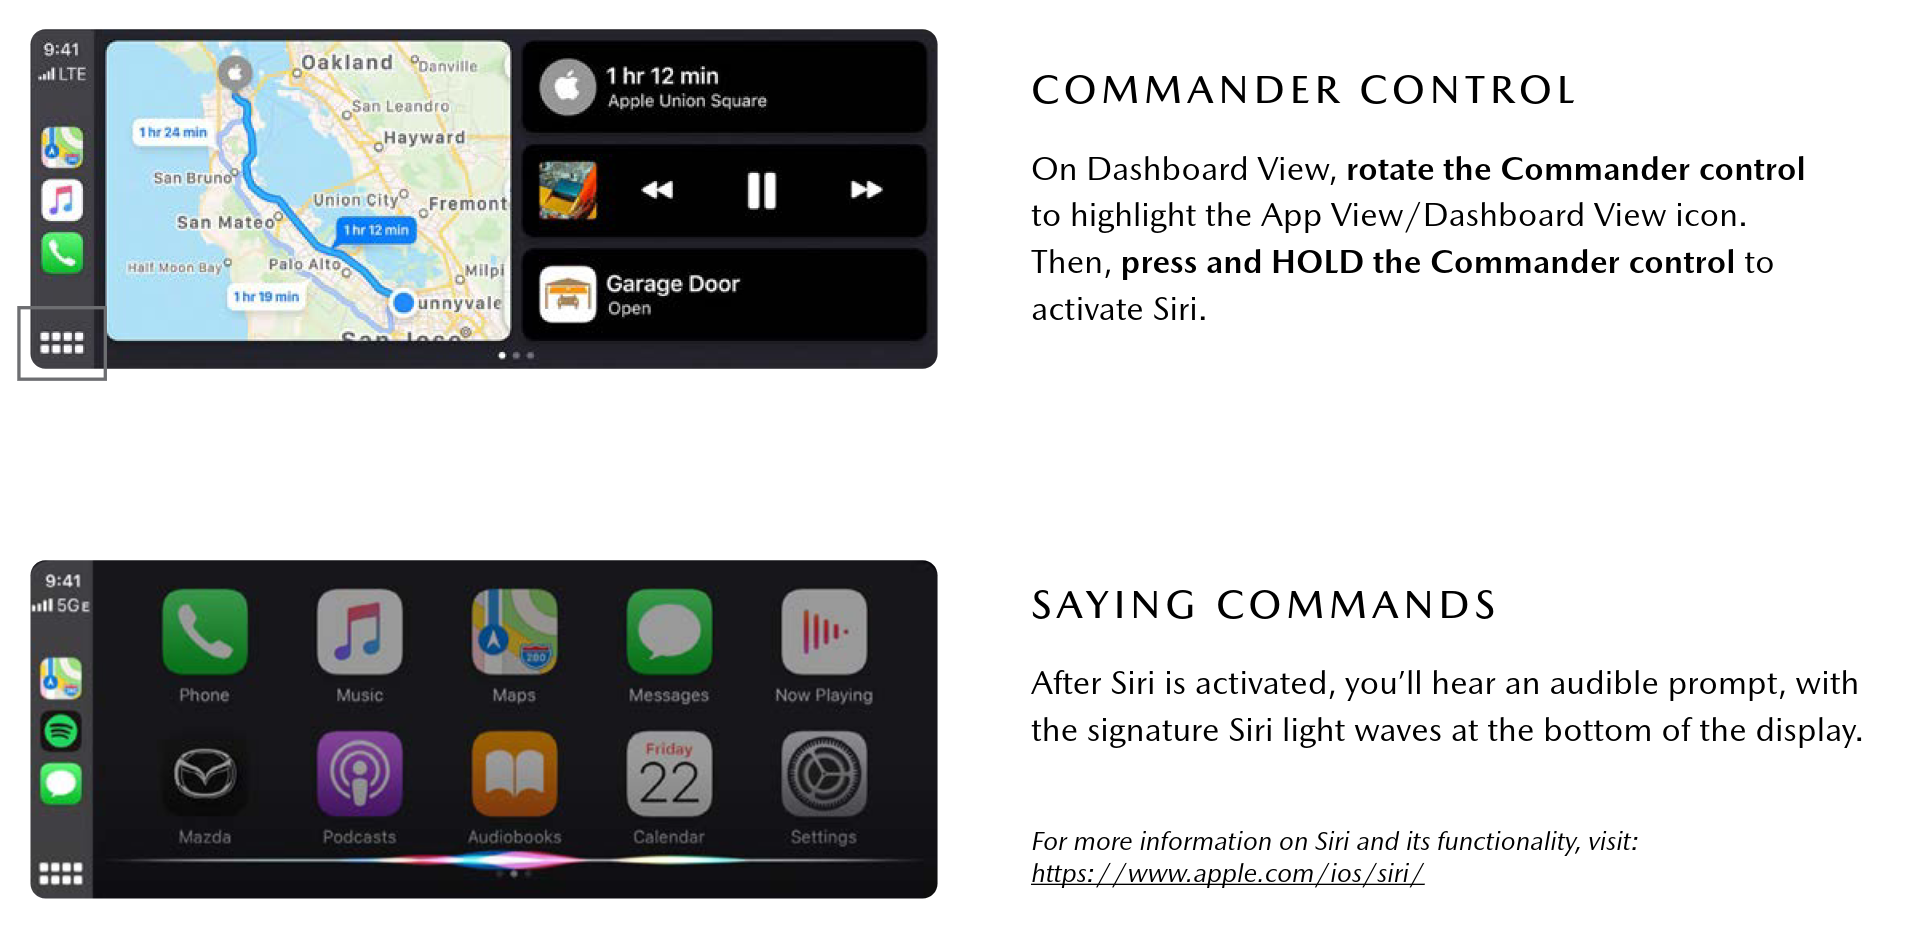 9:41
LTE
Oakland
Danville
San Leandro
1 hr 24 min
Hayward
San Bruno
Union City
Fremont
San Mateo
1 hr 12 min
Half Moon Bay
Palo Alto
Milpi
1 hr 19 min
unnyvale
San Jose
1 hr 12 min
Apple Union Square
Garage Door
Open
COMMANDER CONTROL
On Dashboard View, rotate the Commander control
to highlight the App View/Dashboard View icon.
Then, press and HOLD the Commander control to
activate Siri.
9:41
5GE
280
Phone
Music
Maps
Messages
Now Playing
Friday
22
Mazda
Podcasts
Audiobooks
Calendar
Settings
SAYING COMMANDS
After Siri is activated, you'll hear an audible prompt, with
the signature Siri light waves at the bottom of the display.
For more information on Siri and its functionality, visit:
https://www.apple.com/ios/siri/